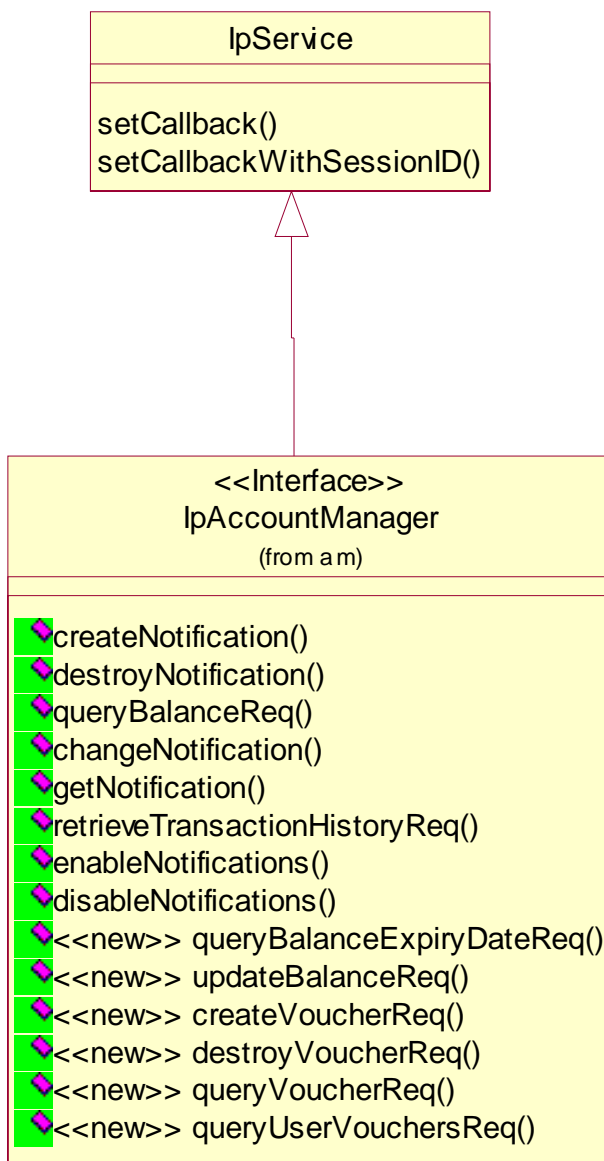 IpService
setCallback()
setCallbackWithSessionID()
<<Interface>>
IpAccountManager
(from am)
createNotification()
destroyNotification()
queryBalanceReq()
changeNotification()
getNotification()
retrieveTransactionHistoryReq()
enableNotifications()
disableNotifications()
<<new>> queryBalanceExpiryDateReq()
<<new>> updateBalanceReq()
<<new>> createVoucherReq()
<<new>> destroyVoucherReq()
<<new>> queryVoucherReq()
<<new>> queryUserVouchersReq()